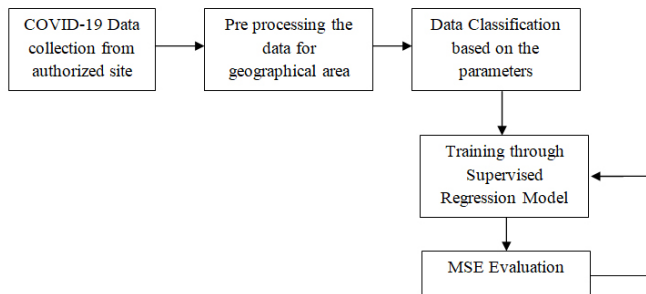 COVID-19 Data
collection from
authorized site
Pre processing the
data for
geographical area
Data Classification
based on the
parameters
Training through
Supervised
Regression Model
MSE Evaluation